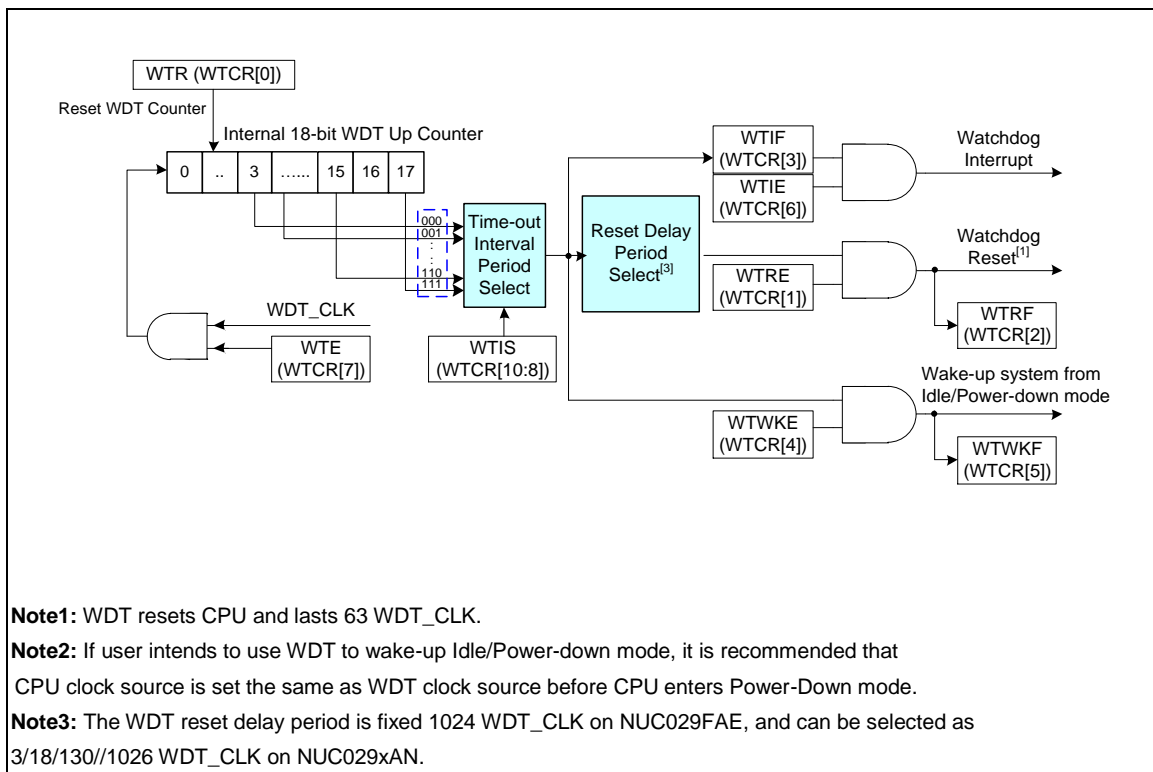 WTR (WTCR[0])
Reset WDT Counter
Internal 18-bit WDT Up Counter
0 .. 3 ...... 15 16 17
000
001
:
:
110
111
Time-out
Interval
Period
Select
WTIS
(WTCR[10:8])
WDT_CLK
WTE
(WTCR[7])
Reset Delay
Period
Select[3]
WTIF
(WTCR[3])
WTIE
(WTCR[6])
Watchdog
Interrupt
WTRE
(WTCR[1])
Watchdog
Reset[1]
WTRF
(WTCR[2])
WTWKE
(WTCR[4])
Wake-up system from
Idle/Power-down mode
WTWKF
(WTCR[5])
Note1: WDT resets CPU and lasts 63 WDT_CLK.
Note2: If user intends to use WDT to wake-up Idle/Power-down mode, it is recommended that
CPU clock source is set the same as WDT clock source before CPU enters Power-Down mode.
Note3: The WDT reset delay period is fixed 1024 WDT_CLK on NUC029FAE, and can be selected as
3/18/130//1026 WDT_CLK on NUC029xAN.